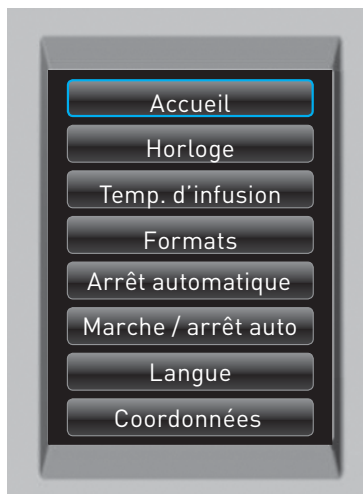 Accueil
Horloge
Temp. d’infusion
Formats
Arrêt automatique
Marche / arrêt auto
Langue
Coordonnées